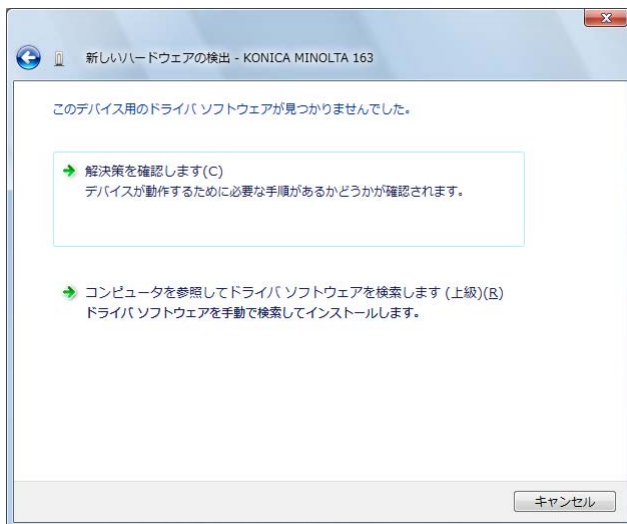 新しいハードウェアの検出 - KONICA MINOLTA 163
このデバイス用のドライバ ソフトウェアが見つかりませんでした。
解決策を確認します(C)
デバイスが動作するために必要な手順があるかどうかが確認されます。
コンピュータを参照してドライバ ソフトウェアを検索します (上級)(R)
ドライバ ソフトウェアを手動で検索してインストールします。
キャンセル